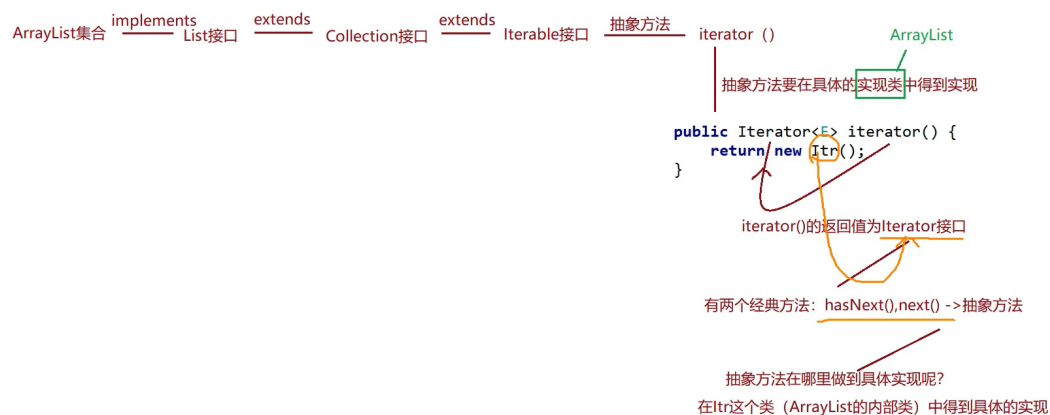 ArrayList集合 implements List接口 extends Collection接口 extends Iterable接口 抽象方法 iterator（）
ArrayList
抽象方法要在具体的实现类中得到实现
public Iterator<E> iterator() {
return new Itr();
}
iterator()的返回值为Iterator接口
有两个经典方法：hasNext(),next() ->抽象方法
抽象方法在哪里做到具体实现呢？
在Itr这个类（ArrayList的内部类）中得到具体的实现